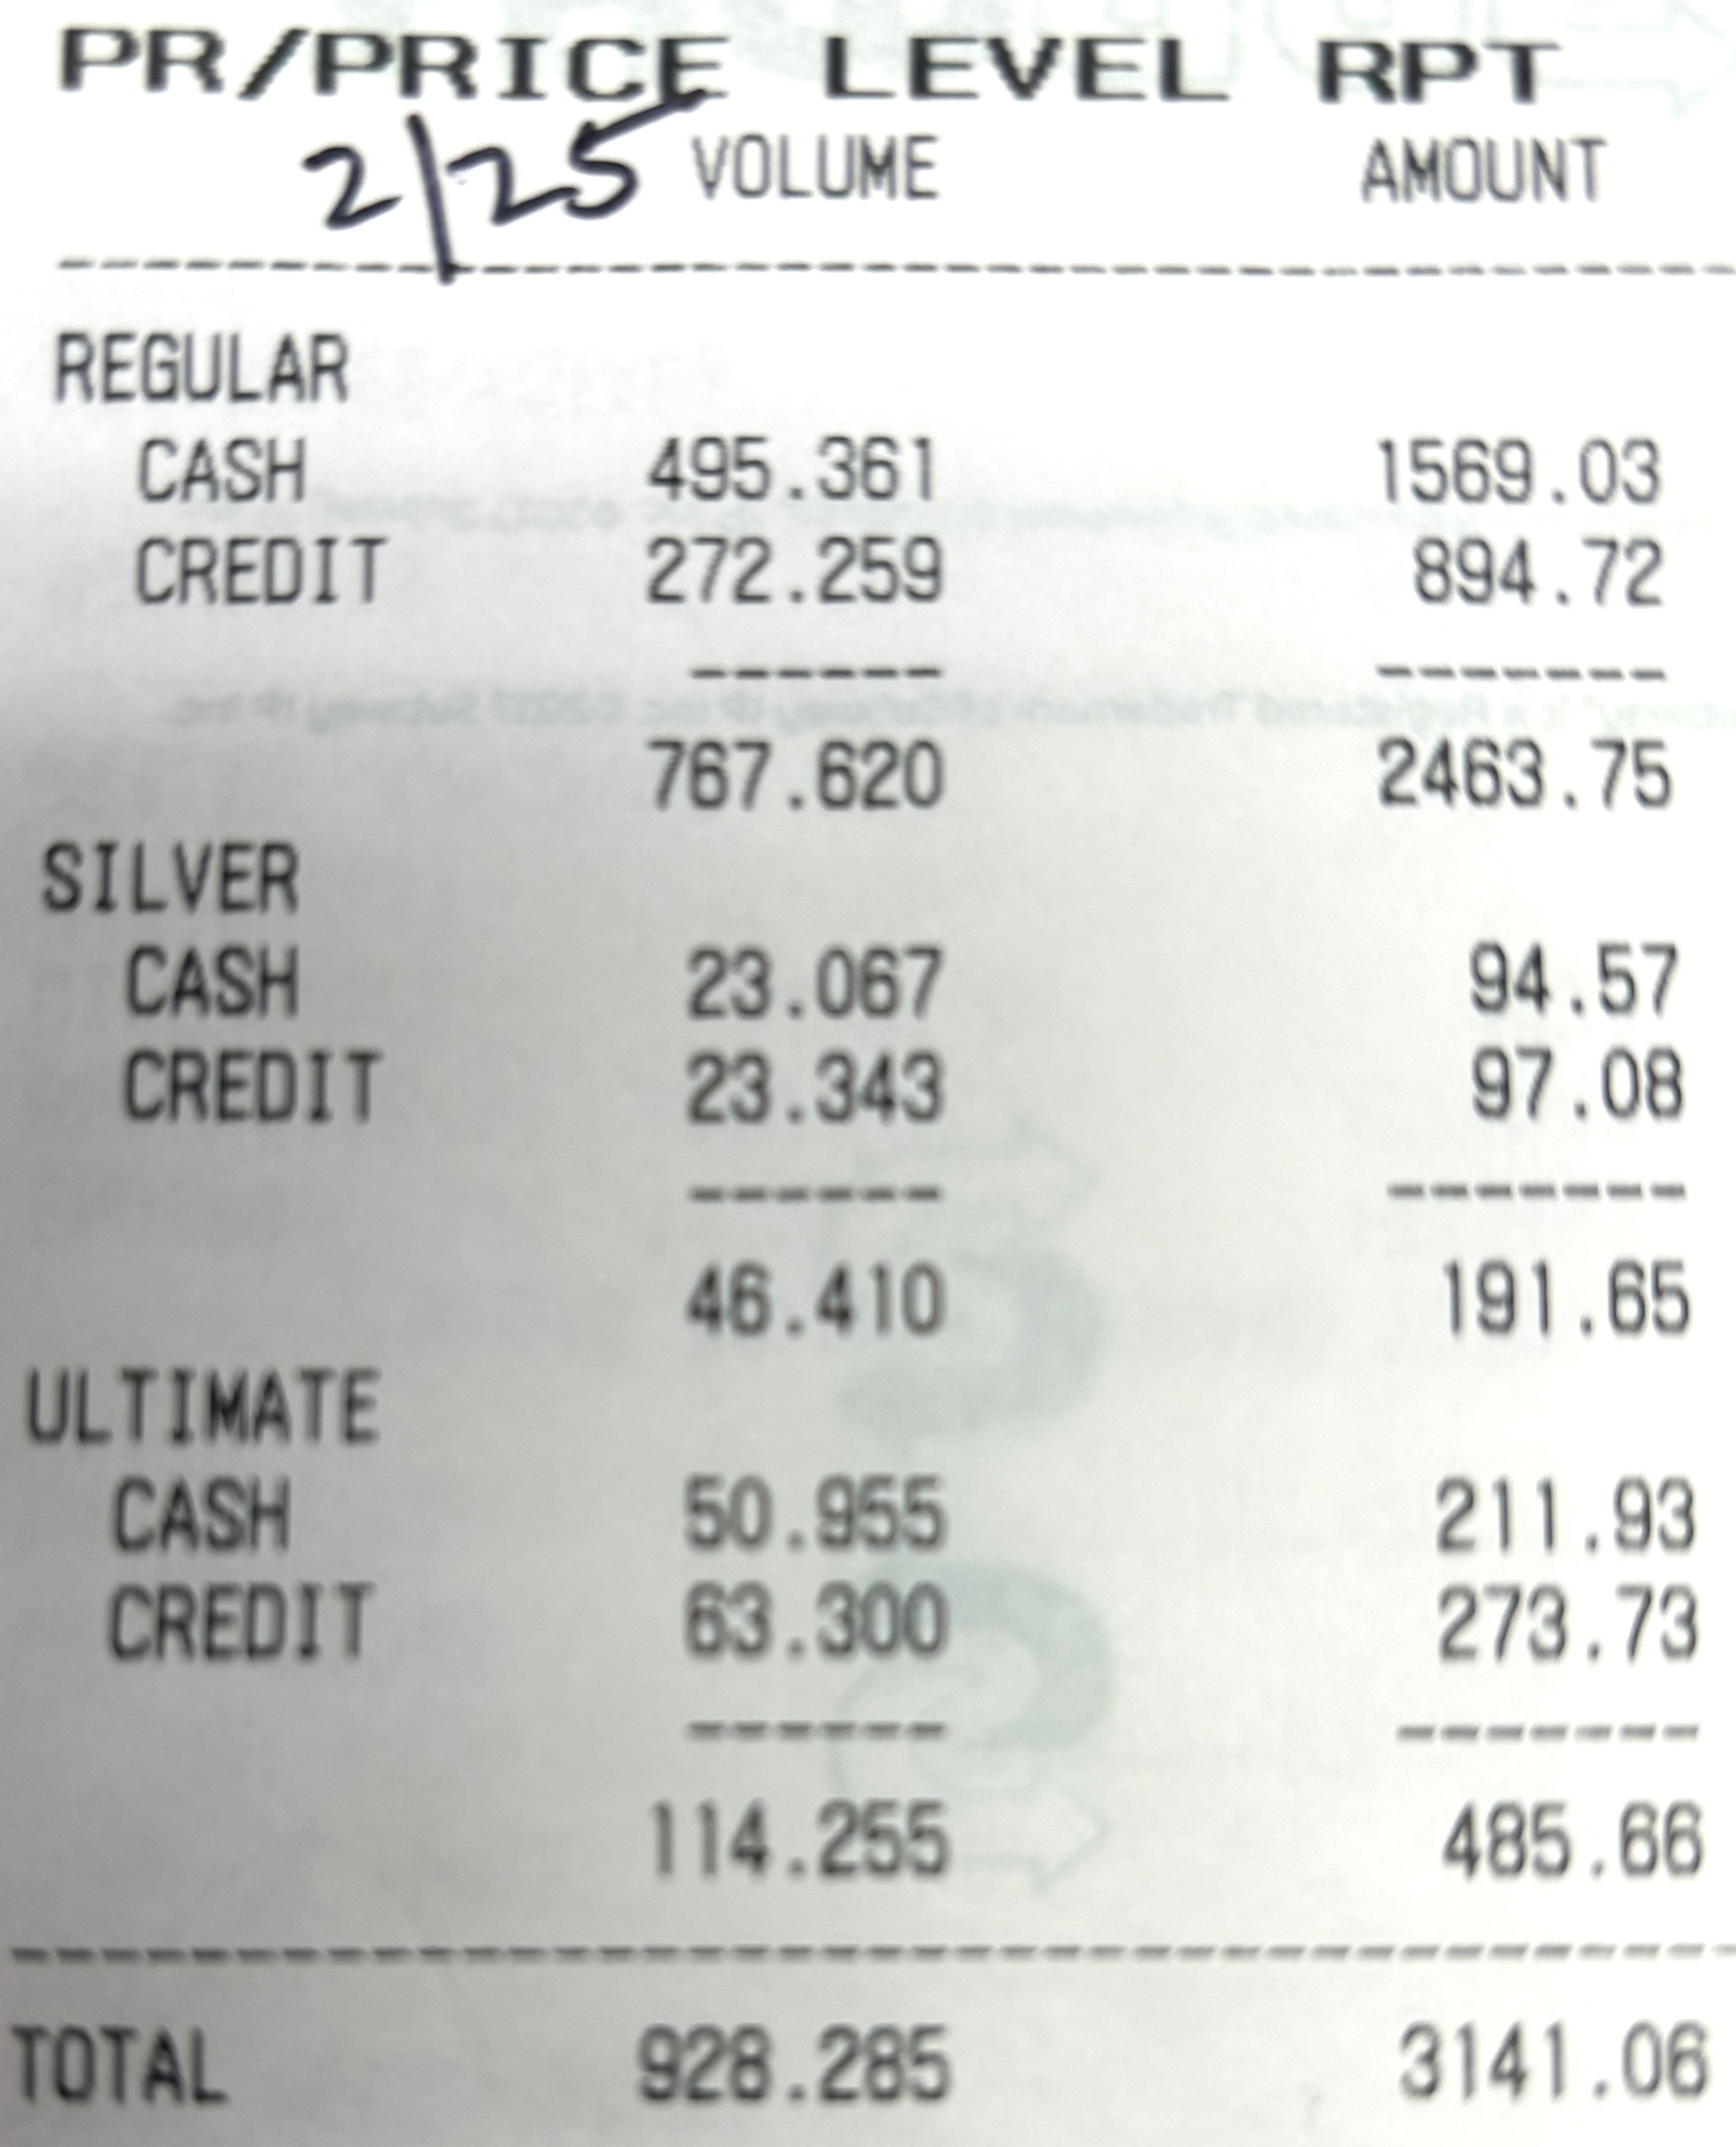 PR/PRICE LEVEL RPT
2/25 VOLUME AMOUNT
REGULAR
CASH 495.361 1569.03
CREDIT 272.259 894.72
767.620 2463.75
SILVER
CASH 23.067 94.57
CREDIT 23.343 97.08
46.410 191.65
ULTIMATE
CASH 50.955 211.93
CREDIT 63.300 273.73
114.255 485.66
TOTAL 928.285 3141.06